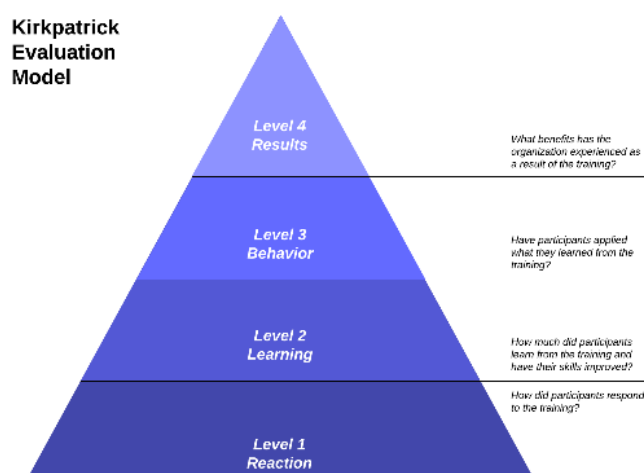 Kirkpatrick
Evaluation
Model
Level 4
Results
What benefits has the
organization experienced as
a result of the training?
Level 3
Behavior
Have participants applied
what they learned from the
training?
Level 2
Learning
How much did participants
learn from the training and
have their skills improved?
How did participants respond
to the training?
Level 1
Reaction